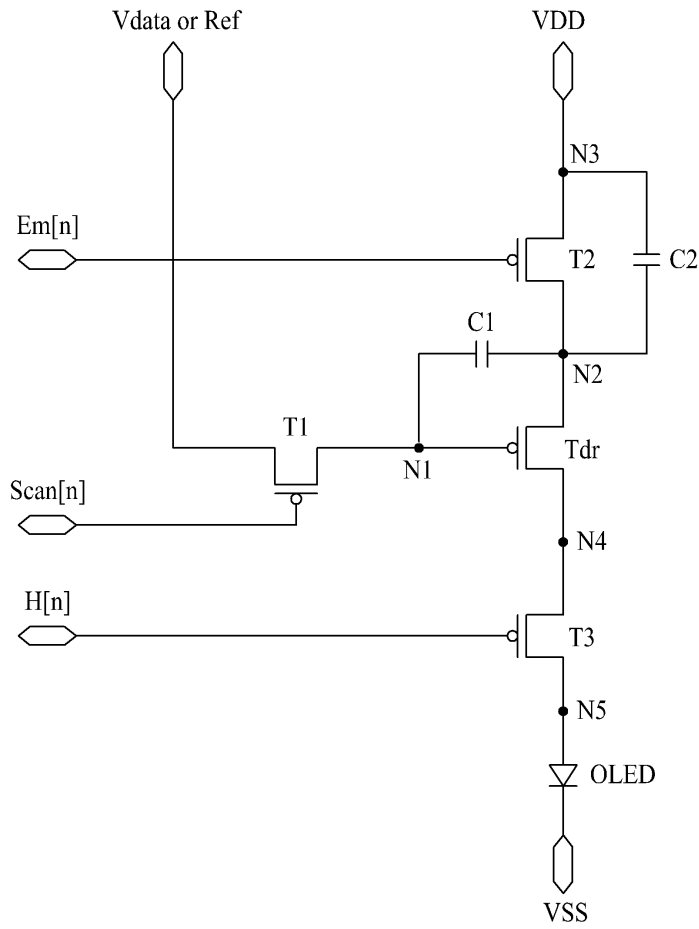 Vdata or Ref
VDD
N3
Em[n]
T2
C2
C1
N2
T1
Tdr
N1
Scan[n]
N4
H[n]
T3
N5
OLED
VSS